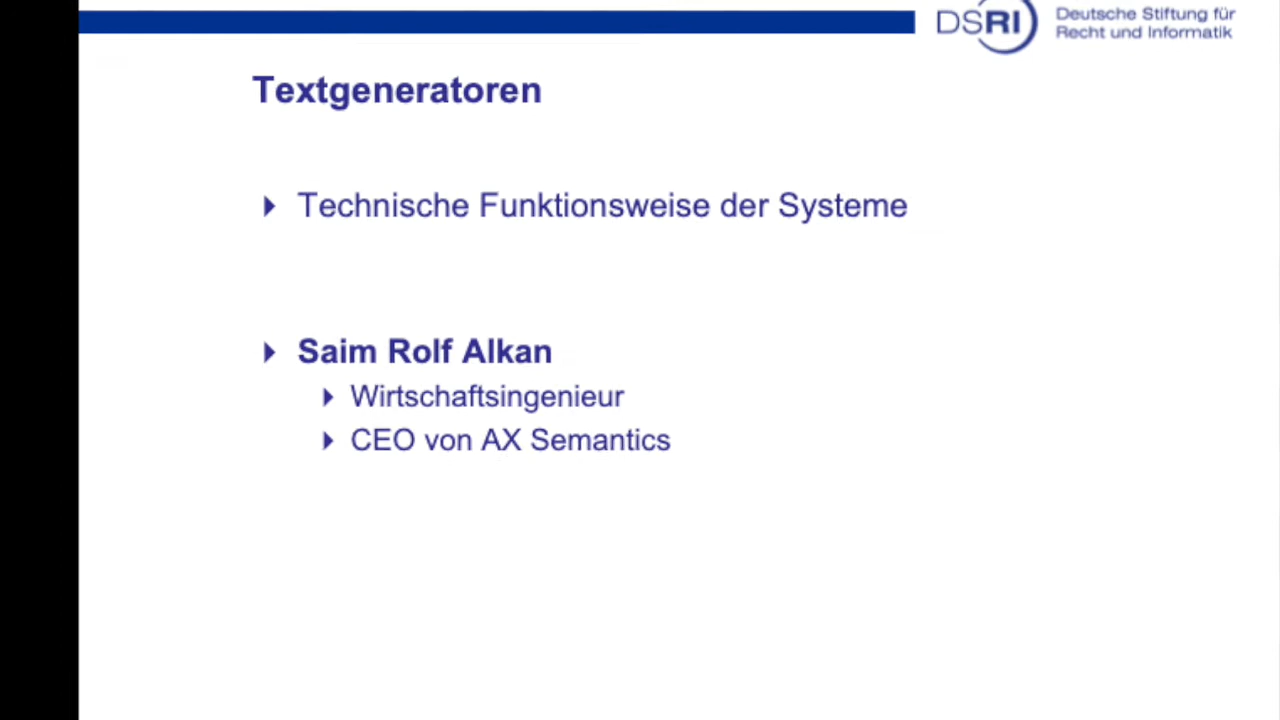 DSRI Deutsche Stiftung für
Recht und Informatik
Textgeneratoren
Technische Funktionsweise der Systeme
Saim Rolf Alkan
Wirtschaftsingenieur
CEO von AX Semantics